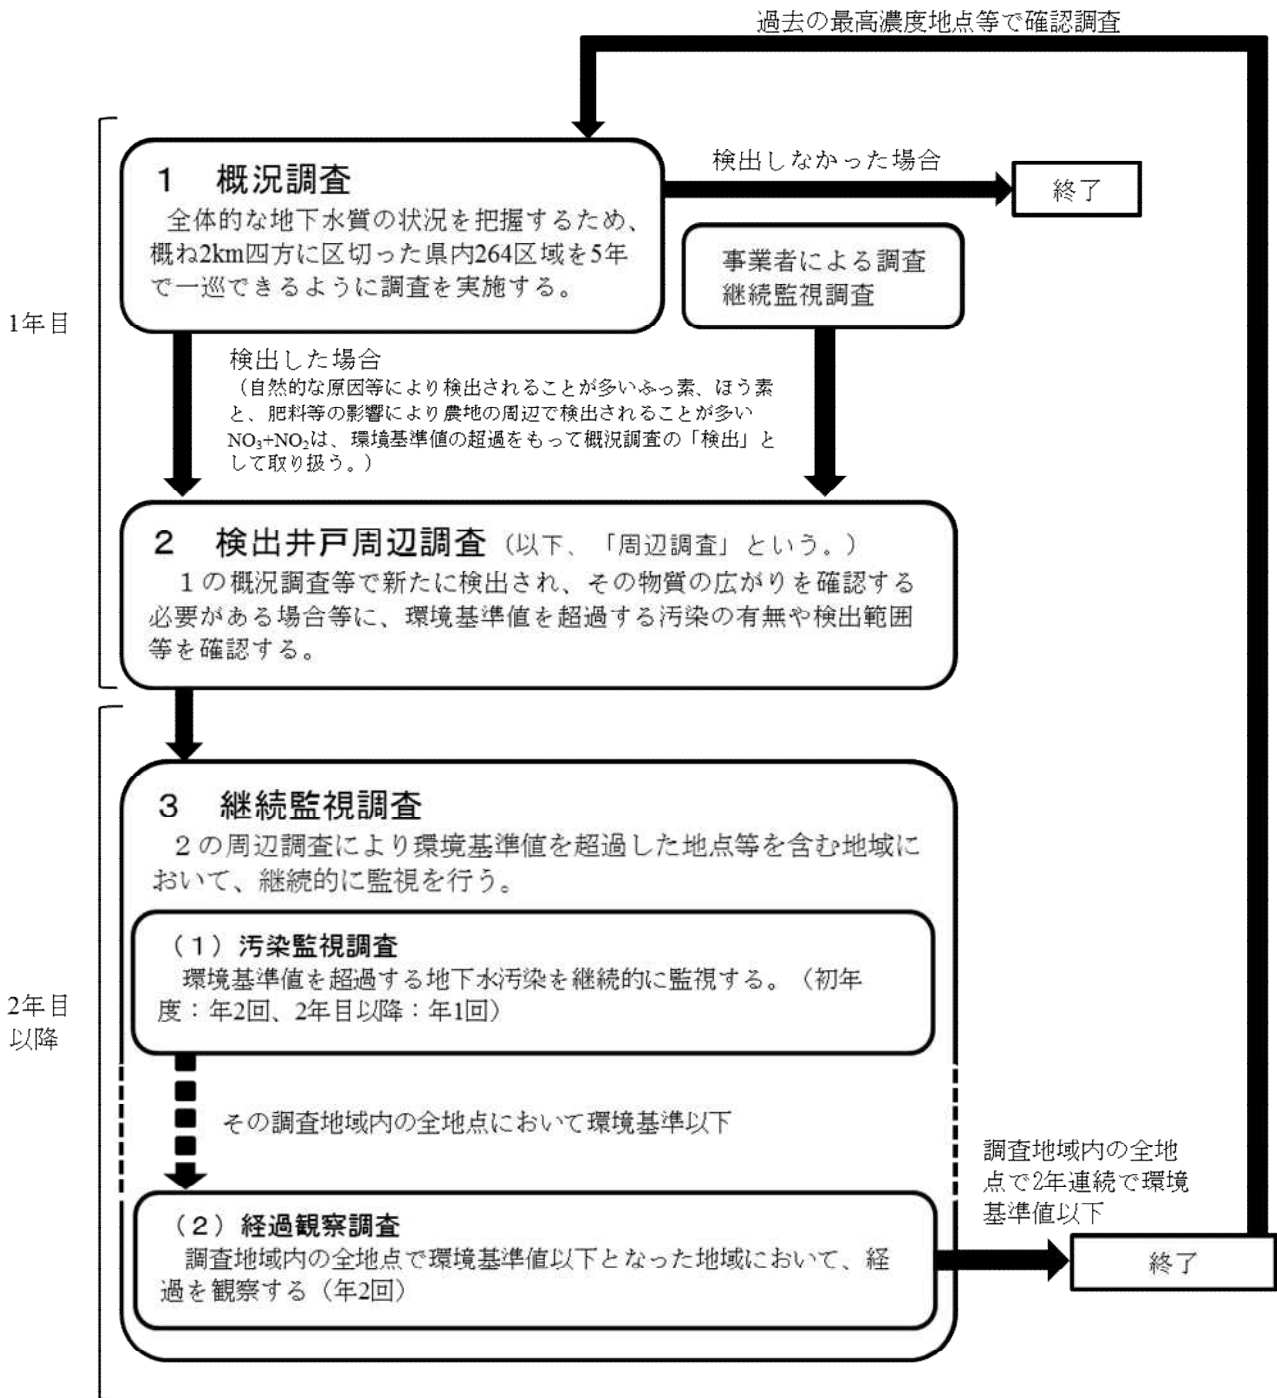 過去の最高濃度地点等で確認調査
1年目
1 概況調査
全体的な地下水質の状況を把握するため、
概ね2km四方に区切った県内264区域を5年
で一巡できるように調査を実施する。
検出しなかった場合
終了
事業者による調査
継続監視調査
検出した場合
（自然的な原因等により検出されることが多いふっ素、ほう素
と、肥料等の影響により農地の周辺で検出されることが多い
NO₃+NO₂は、環境基準値の超過をもって概況調査の「検出」と
して取り扱う。）
2 検出井戸周辺調査（以下、「周辺調査」という。）
１の概況調査等で新たに検出され、その物質の広がりを確認する
必要がある場合等に、環境基準値を超過する汚染の有無や検出範囲
等を確認する。
2年目
以降
3 継続監視調査
２の周辺調査により環境基準値を超過した地点等を含む地域に
おいて、継続的に監視を行う。
（１）汚染監視調査
環境基準値を超過する地下水汚染を継続的に監視する。（初年
度：年2回、2年目以降：年1回）
その調査地域内の全地点において環境基準以下
（２）経過観察調査
調査地域内の全地点で環境基準値以下となった地域において、経
過を観察する（年2回）
調査地域内の全地
点で2年連続で環境
基準値以下
終了